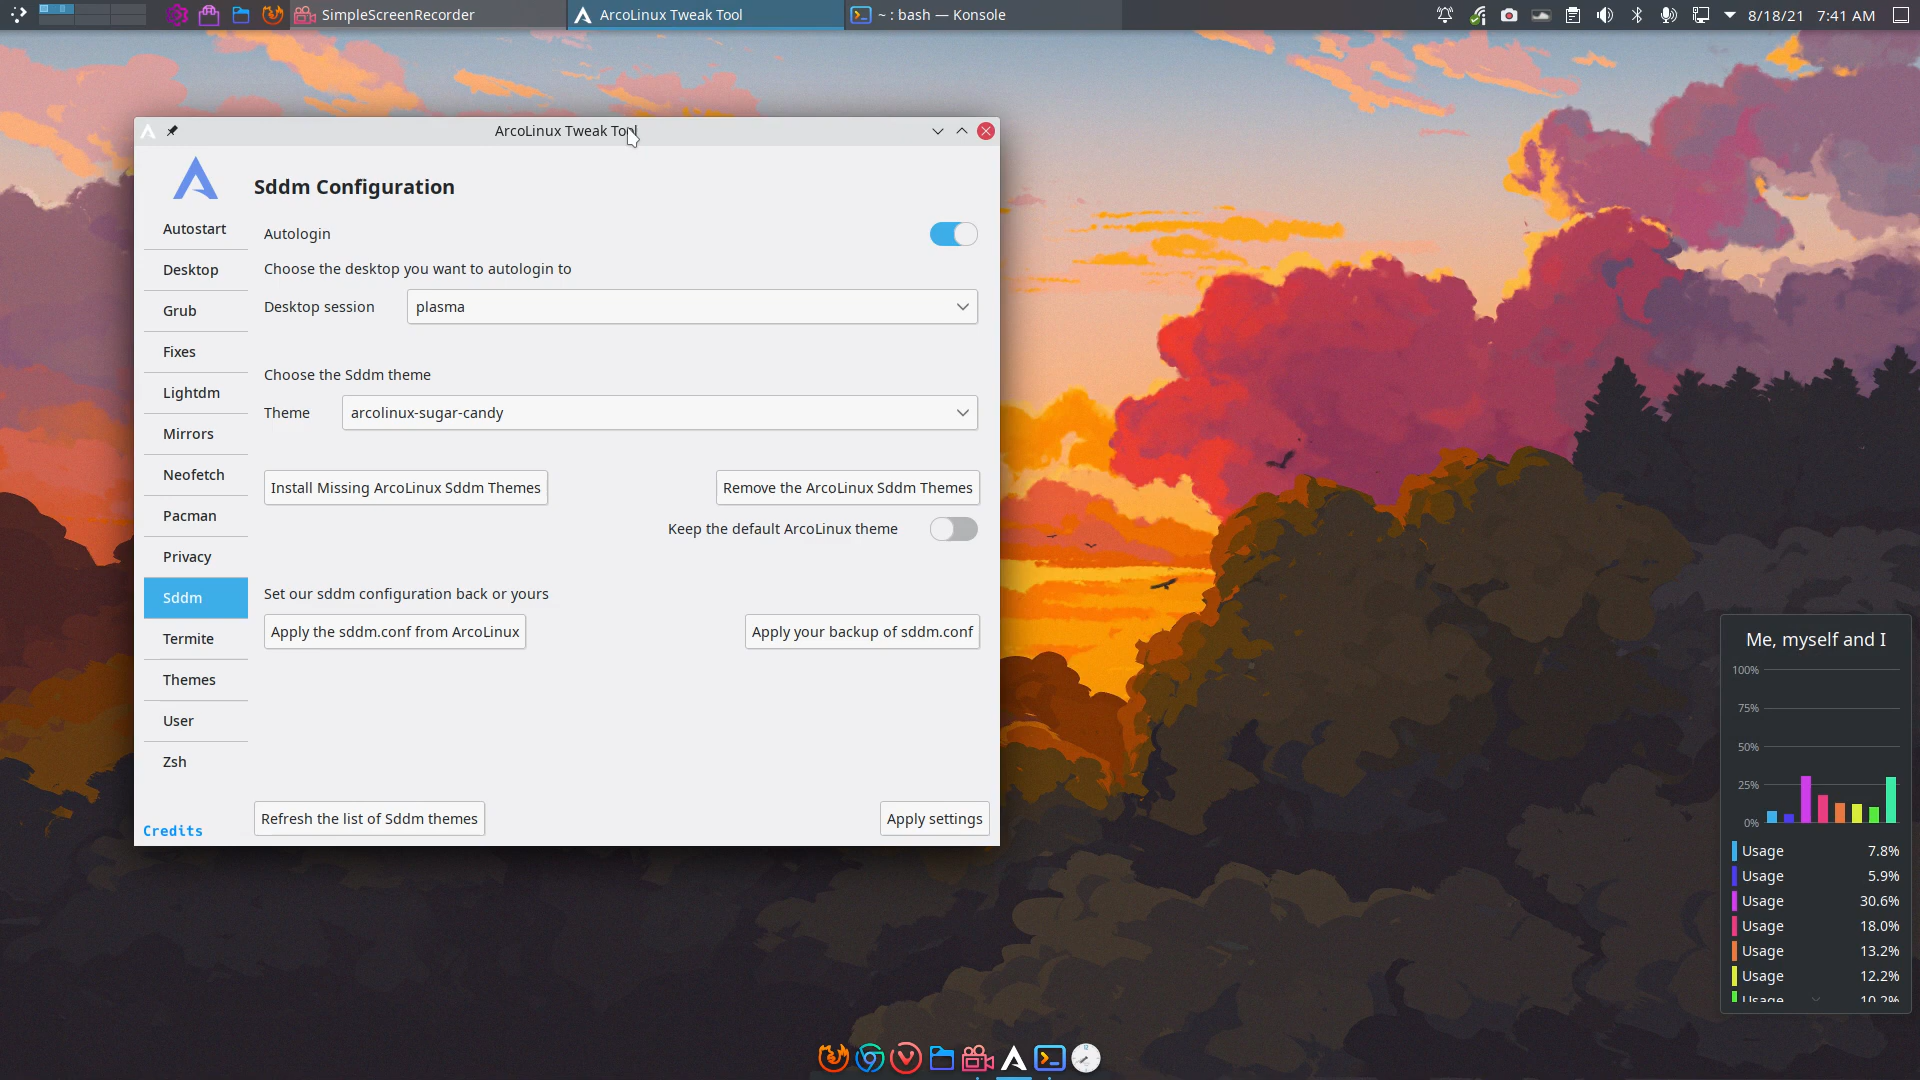 SimpleScreenRecorder
ArcoLinux Tweak Tool
~ : bash — Konsole
8/18/21 7:41 AM
ArcoLinux Tweak Tool
Sddm Configuration
Autostart
Desktop
Grub
Fixes
Lightdm
Mirrors
Neofetch
Pacman
Privacy
Sddm
Termite
Themes
User
Zsh
Credits
Autologin
Choose the desktop you want to autologin to
Desktop session plasma
Choose the Sddm theme
Theme arcolinux-sugar-candy
Install Missing ArcoLinux Sddm Themes
Remove the ArcoLinux Sddm Themes
Keep the default ArcoLinux theme
Set our sddm configuration back or yours
Apply the sddm.conf from ArcoLinux
Apply your backup of sddm.conf
Refresh the list of Sddm themes
Apply settings
Me, myself and I
100%
75%
50%
25%
0%
Usage 7.8%
Usage 5.9%
Usage 30.6%
Usage 18.0%
Usage 13.2%
Usage 12.2%
Usage 10.2%